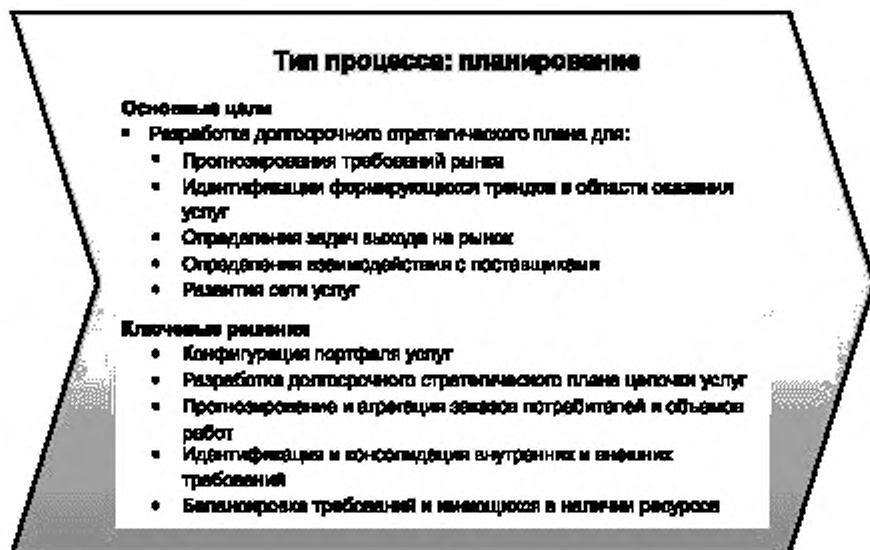 Тип процесса: планирование
Основные цели
• Разработка долгосрочного стратегического плана для:
• Прогнозирования требований рынка
• Идентификации формирующихся трендов в области оказания
услуг
• Определения задач выхода на рынок
• Определения взаимодействия с поставщиками
• Развития сети услуг
Ключевые решения
• Конфигурация портфеля услуг
• Разработка долгосрочного стратегического плана цепочки услуг
• Прогнозирование и агрегация заказов потребителей и объемов
работ
• Идентификация и консолидация внутренних и внешних
требований
• Балансировка требований и имеющихся в наличии ресурсов